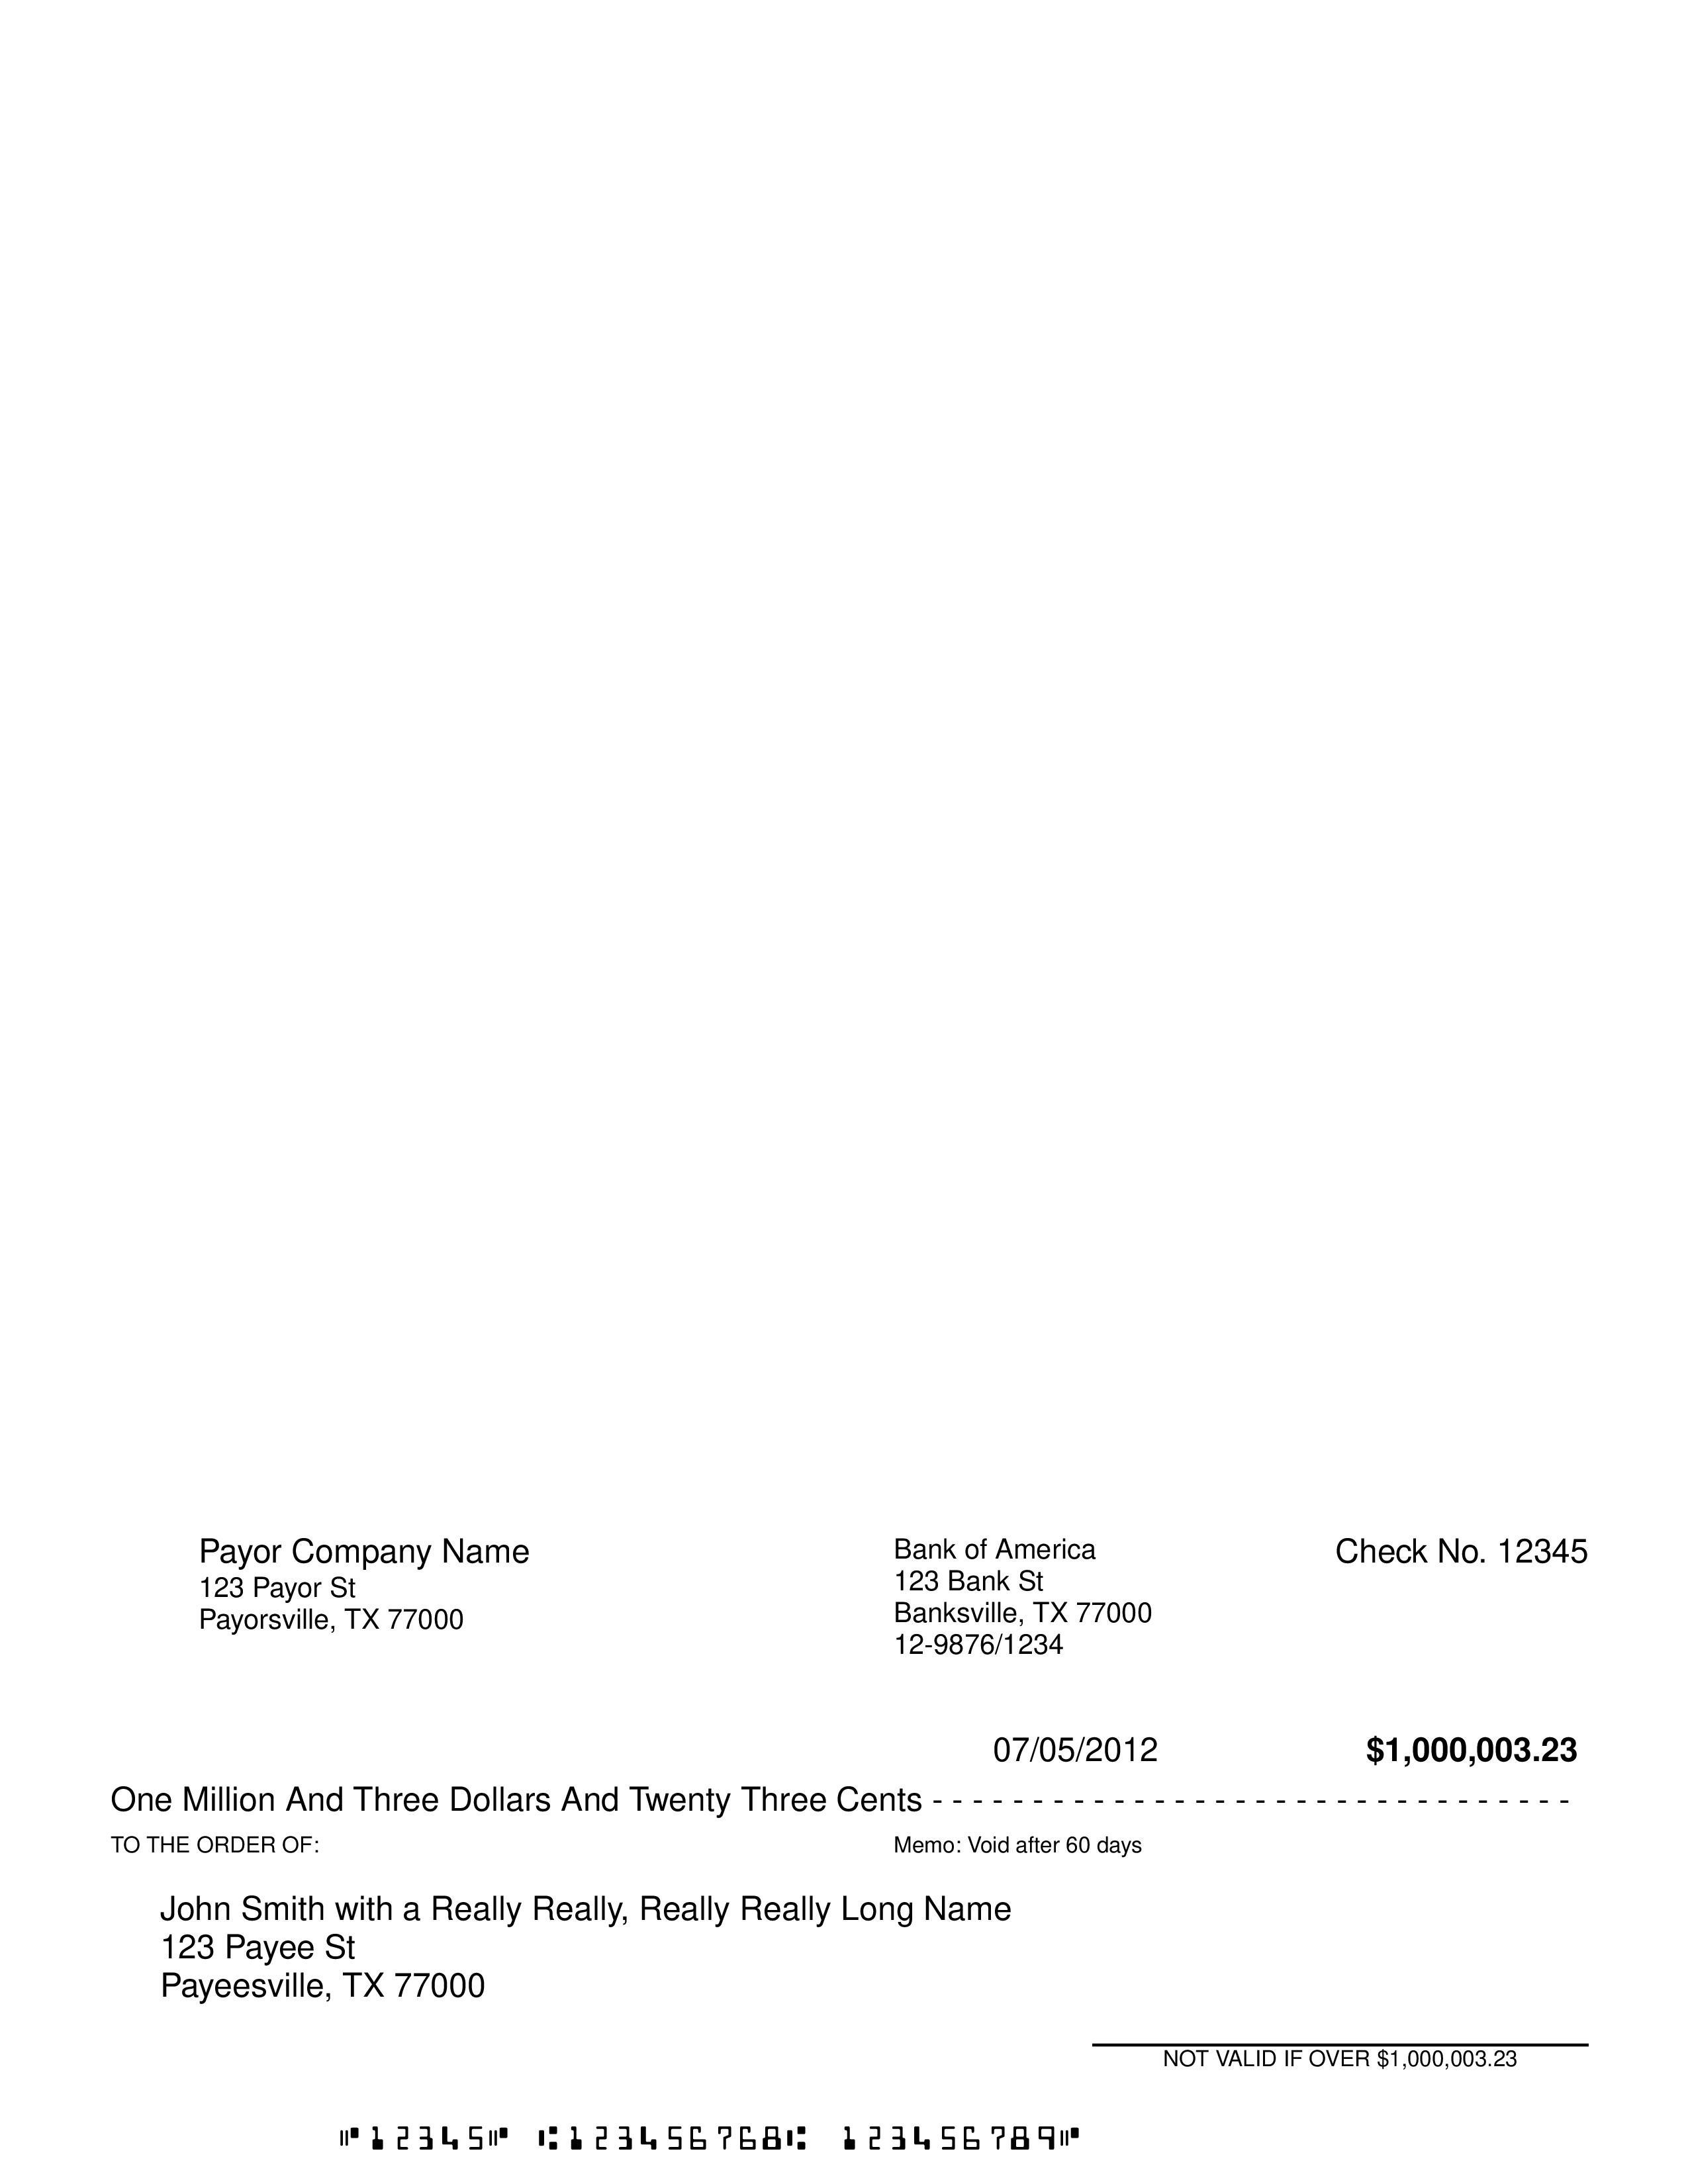 Payor Company Name
123 Payor St
Payorsville, TX 77000
Bank of America
123 Bank St
Banksville, TX 77000
12-9876/1234
Check No. 12345
07/05/2012
$1,000,003.23
One Million And Three Dollars And Twenty Three Cents - - - - - - - - - - - - - - - - - - - - - - - - - - - - - - - -
TO THE ORDER OF:
Memo: Void after 60 days
John Smith with a Really Really, Really Really Long Name
123 Payee St
Payeesville, TX 77000
NOT VALID IF OVER $1,000,003.23
⑈12345⑈ ⑆123456768⑆ 123456789⑈